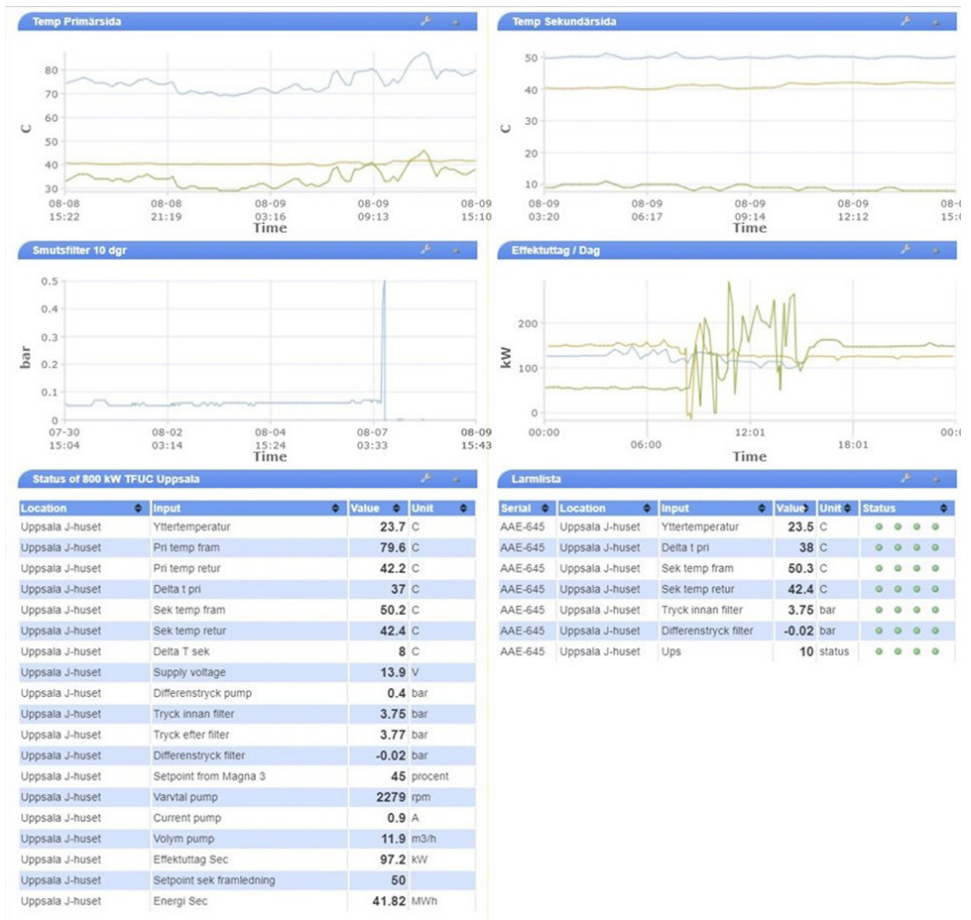 Temp Primärsida
80
70
60
50
40
30
C
08-08 08-08 08-09 08-09 08-09
15:22 21:19 03:16 09:13 15:10
Time
Temp Sekundärsida
50
40
30
20
10
C
08-09 08-09 08-09 08-09 08-0
03:20 06:17 09:14 12:12 15:0
Time
Smutsfilter 10 dgr
0.5
0.4
0.3
0.2
0.1
0
bar
07-30 08-02 08-04 08-07 08-09
15:04 03:14 15:24 03:33 15:43
Time
Effektuttag / Dag
200
100
0
kW
00:00 06:00 12:01 18:01 00:0
Time
Status of 800 kW TFUC Uppsala
Location Input Value Unit
Uppsala J-huset Yttertemperatur 23.7 C
Uppsala J-huset Pri temp fram 79.6 C
Uppsala J-huset Pri temp retur 42.2 C
Uppsala J-huset Delta t pri 37 C
Uppsala J-huset Sek temp fram 50.2 C
Uppsala J-huset Sek temp retur 42.4 C
Uppsala J-huset Delta T sek 8 C
Uppsala J-huset Supply voltage 13.9 V
Uppsala J-huset Differenstryck pump 0.4 bar
Uppsala J-huset Tryck innan filter 3.75 bar
Uppsala J-huset Tryck efter filter 3.77 bar
Uppsala J-huset Differenstryck filter -0.02 bar
Uppsala J-huset Setpoint from Magna 3 45 procent
Uppsala J-huset Varvtal pump 2279 rpm
Uppsala J-huset Current pump 0.9 A
Uppsala J-huset Volym pump 11.9 m3/h
Uppsala J-huset Effektuttag Sec 97.2 kW
Uppsala J-huset Setpoint sek framledning 50
Uppsala J-huset Energi Sec 41.82 MWh
Larmlista
Serial Location Input Value Unit Status
AAE-645 Uppsala J-huset Yttertemperatur 23.5 C
AAE-645 Uppsala J-huset Delta t pri 38 C
AAE-645 Uppsala J-huset Sek temp fram 50.3 C
AAE-645 Uppsala J-huset Sek temp retur 42.4 C
AAE-645 Uppsala J-huset Tryck innan filter 3.75 bar
AAE-645 Uppsala J-huset Differenstryck filter -0.02 bar
AAE-645 Uppsala J-huset Ups 10 status